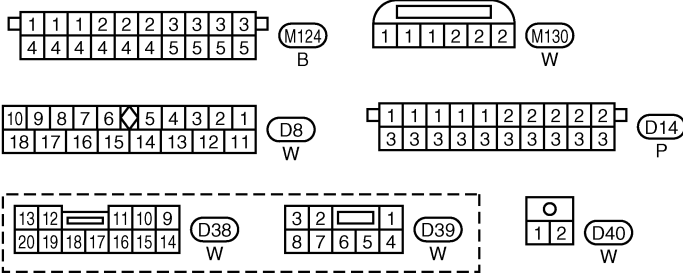 1 1 1 2 2 2 3 3 3 3
4 4 4 4 4 4 5 5 5 5
M124
B
1 1 1 2 2 2
M130
W
10 9 8 7 6 5 4 3 2 1
18 17 16 15 14 13 12 11
D8
W
1 1 1 1 1 2 2 2 2 2
3 3 3 3 3 3 3 3 3 3
D14
P
13 12 11 10 9
20 19 18 17 16 15 14
D38
W
3 2 1
8 7 6 5 4
D39
W
1 2
D40
W